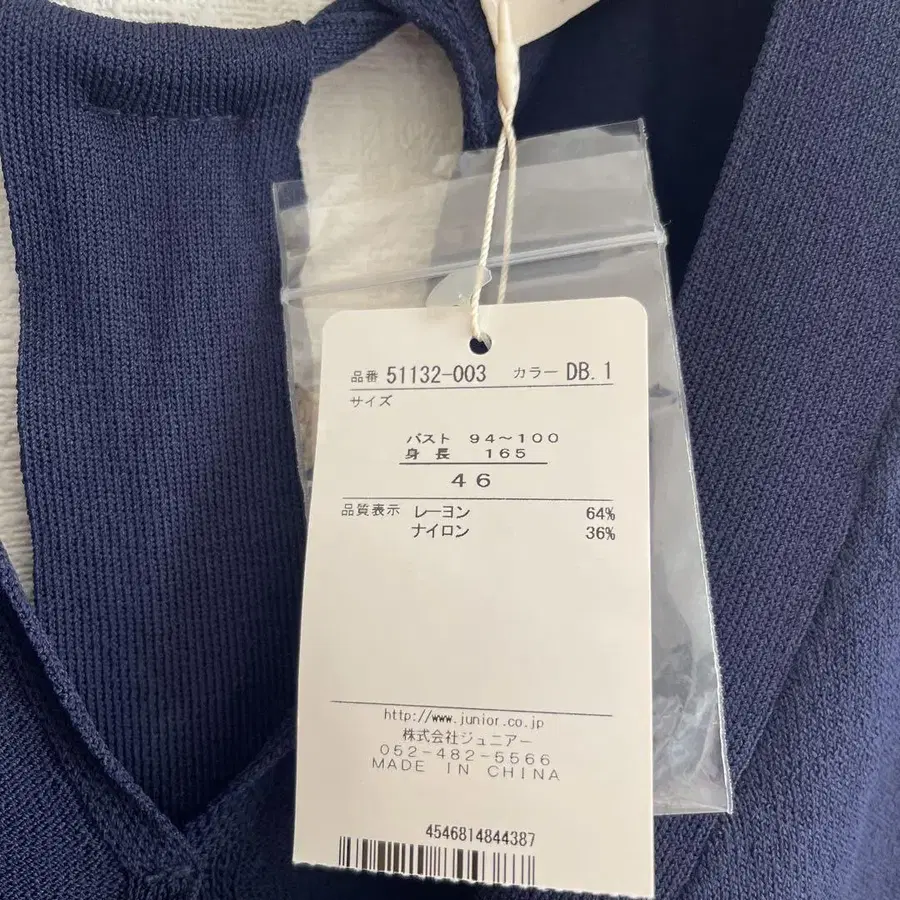 品番 51132-003 カラー DB.1
サイズ
バスト 94~100
身長 165
46
品質表示 レーヨン 64%
ナイロン 36%
http://www.junior.co.jp
株式会社ジュニアー
052-482-5566
MADE IN CHINA
4546814844387